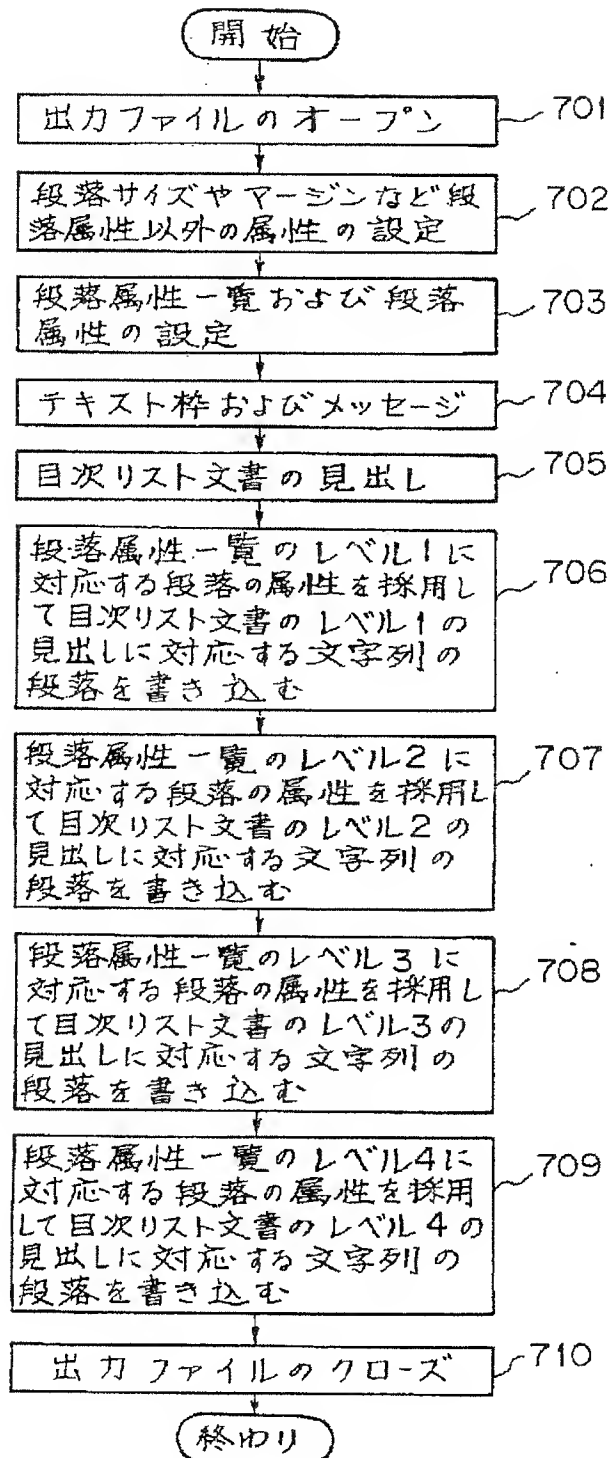 開始
出力ファイルのオープン
701
段落サイズやマージンなど段
落属性以外の属性の設定
702
段落属性一覧および段落
属性の設定
703
テキスト枠およびメッセージ
704
目次リスト文書の見出し
705
段落属性一覧のレベル1に
対応する段落の属性を採用し
て目次リスト文書のレベル1の
見出しに対応する文字列の
段落を書き込む
706
段落属性一覧のレベル2に
対応する段落の属性を採用し
て目次リスト文書のレベル2の
見出しに対応する文字列の
段落を書き込む
707
段落属性一覧のレベル3に
対応する段落の属性を採用し
て目次リスト文書のレベル3の
見出しに対応する文字列の
段落を書き込む
708
段落属性一覧のレベル4に
対応する段落の属性を採用
して目次リスト文書のレベル4の
見出しに対応する文字列の
段落を書き込む
709
出力ファイルのクローズ
710
終わり